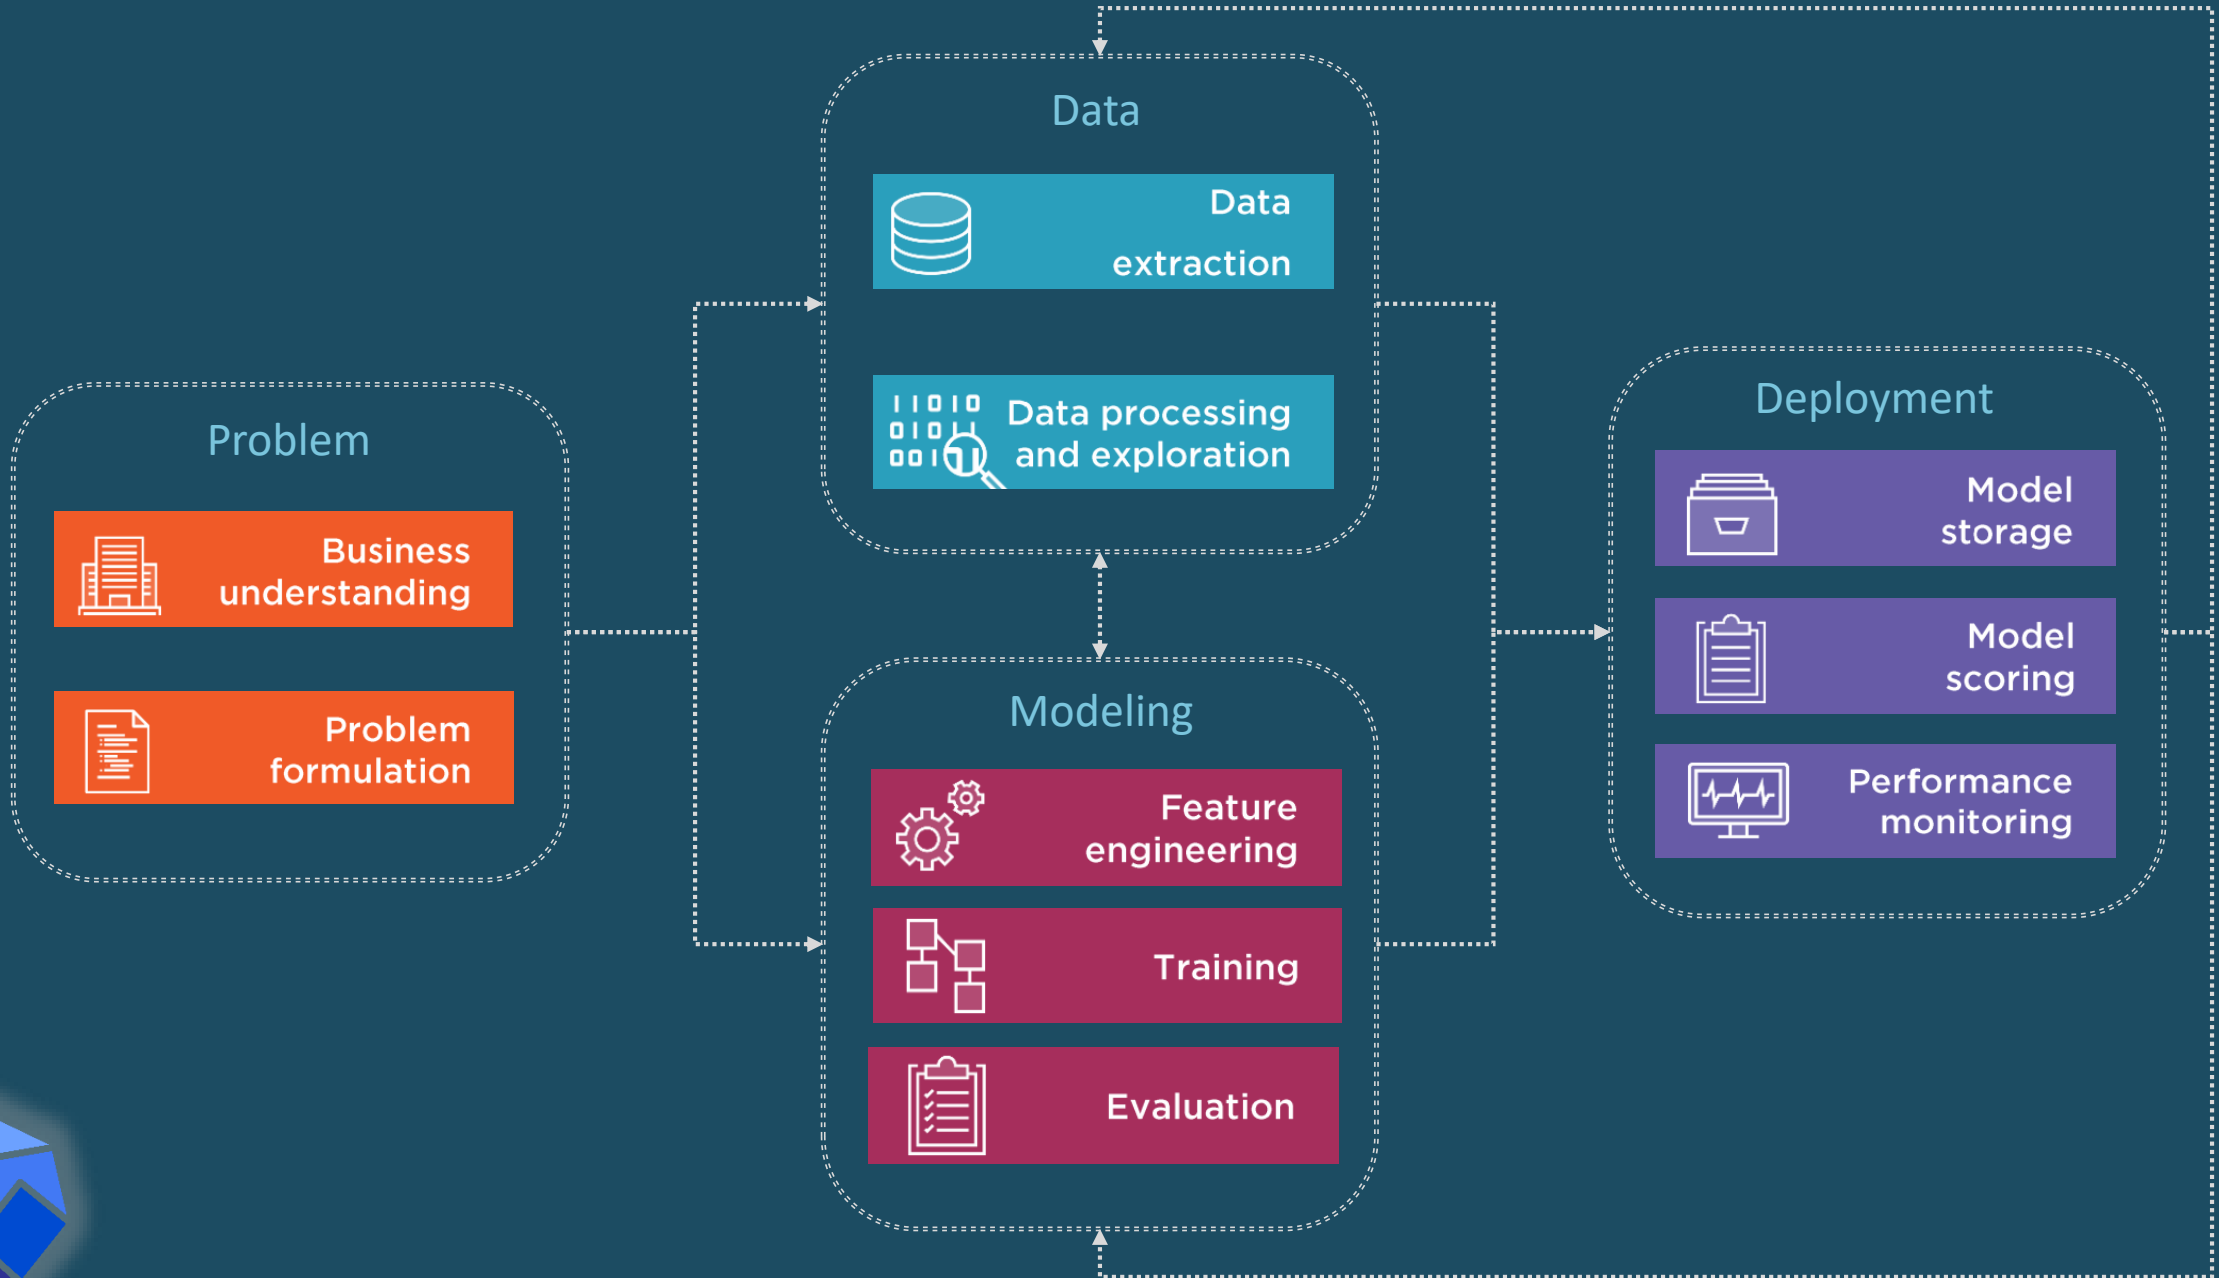 Problem
Business
understanding
Problem
formulation
Data
Data
extraction
11010
Data processing
and exploration
Modeling
Feature
engineering
Training
Evaluation
Deployment
Model
storage
Model
scoring
Performance
monitoring